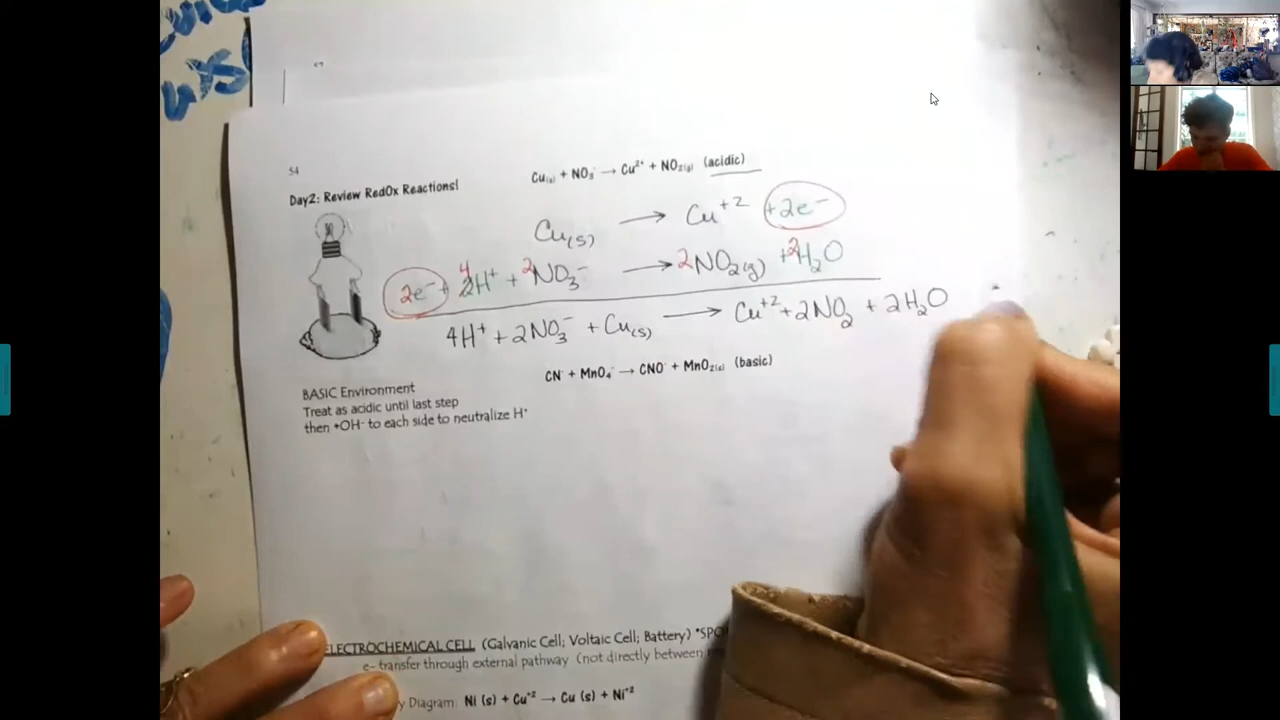 54
Day2: Review RedOx Reactions!
Cu(s) + NO₃⁻ → Cu²⁺ + NO₂(g) (acidic)
Cu(s) → Cu⁺² + 2e⁻
2e⁻ + 4H⁺ + 2NO₃⁻ → 2NO₂(g) + 2H₂O
4H⁺ + 2NO₃⁻ + Cu(s) → Cu⁺² + 2NO₂ + 2H₂O
CN⁻ + MnO₄⁻ → CNO⁻ + MnO₂(s) (basic)
BASIC Environment
Treat as acidic until last step
then +OH⁻ to each side to neutralize H⁺
ELECTROCHEMICAL CELL (Galvanic Cell; Voltaic Cell; Battery)
e- transfer through external pathway (not directly between
Diagram: Ni (s) + Cu⁺² → Cu (s) + Ni⁺²